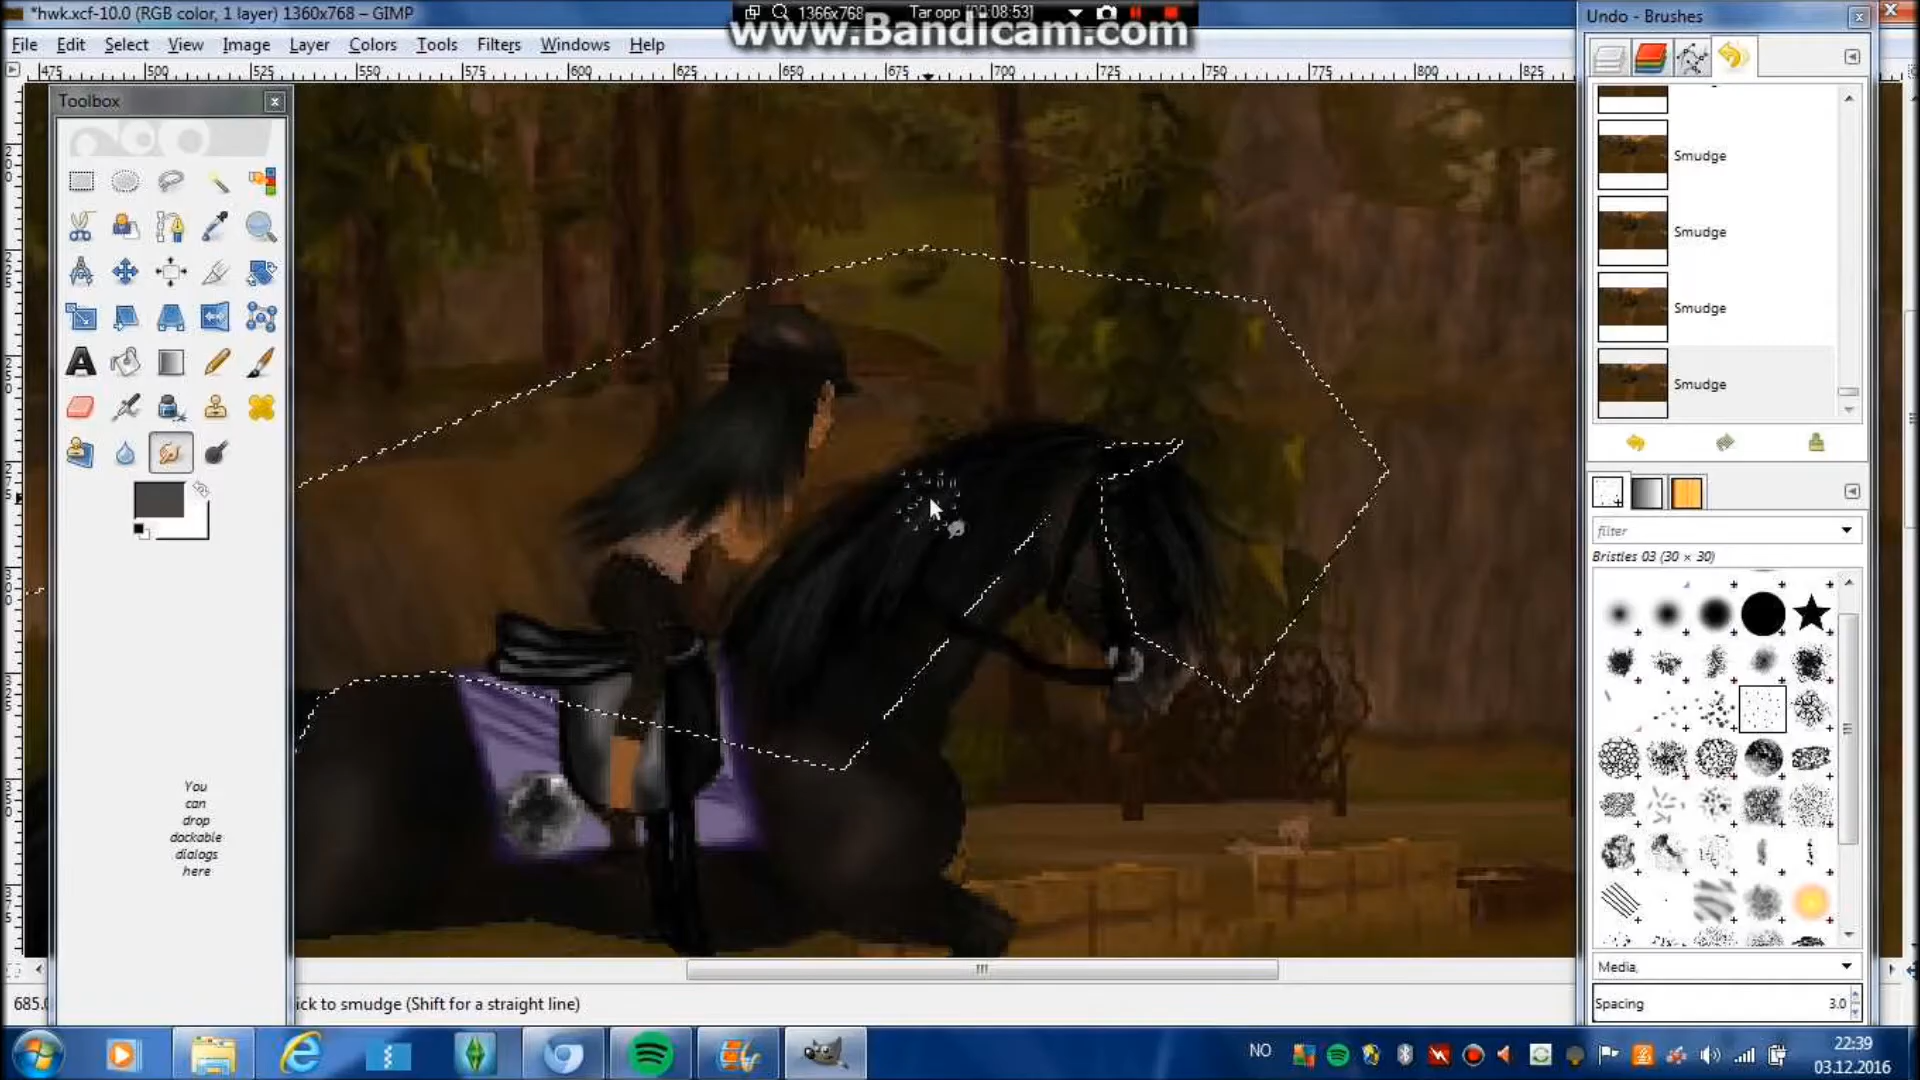 *hwk.xcf-10.0 (RGB color, 1 layer) 1360x768 – GIMP
1366x768
Tar opp [00:08:53]
www.Bandicam.com
Undo - Brushes
File Edit Select View Image Layer Colors Tools Filters Windows Help
475 500 525 550 575 600 625 650 675 700 725 750 775 800 825
Toolbox
Smudge
Smudge
Smudge
Smudge
filter
Bristles 03 (30 × 30)
You
can
drop
dockable
dialogs
here
Media,
Spacing 3.0
685.
ick to smudge (Shift for a straight line)
NO
22:39
03.12.2016